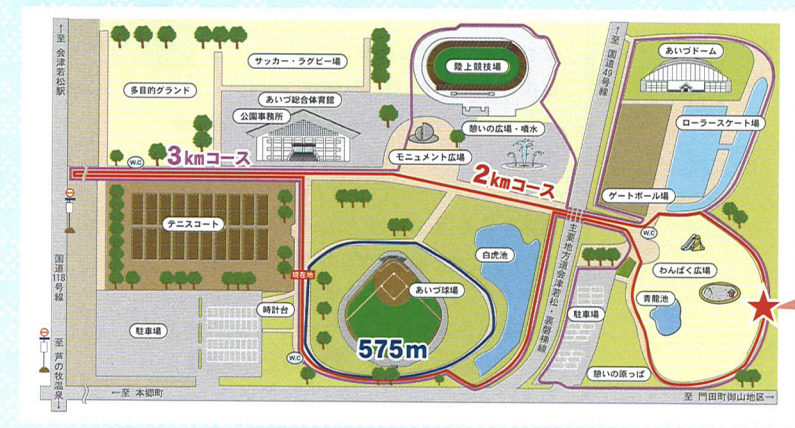 ↑至 会津若松駅
サッカー・ラグビー場
多目的グランド
あいづ総合体育館
公園事務所
陸上競技場
憩いの広場・噴水
モニュメント広場
↑至 国道49号線
あいづドーム
ローラースケート場
ゲートボール場
W.C
3kmコース
2kmコース
テニスコート
現在地
白虎池
あいづ球場
575m
時計台
駐車場
W.C
主要地方道会津若松・裏磐梯線
W.C
わんぱく広場
青龍池
駐車場
憩いの原っぱ
国道118号線
至 芦の牧温泉↓
←至 本郷町
至 門田町御山地区→